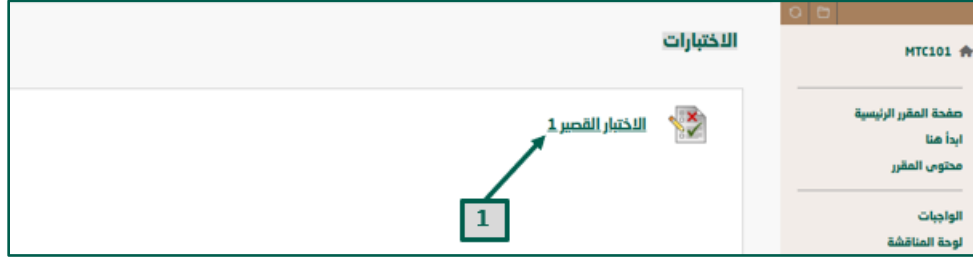 الاختبارات
الاختبار القصير 1
1
MTC101
صفحة المقرر الرئيسية
ابدأ هنا
محتوى المقرر
الواجبات
لوحة المناقشة